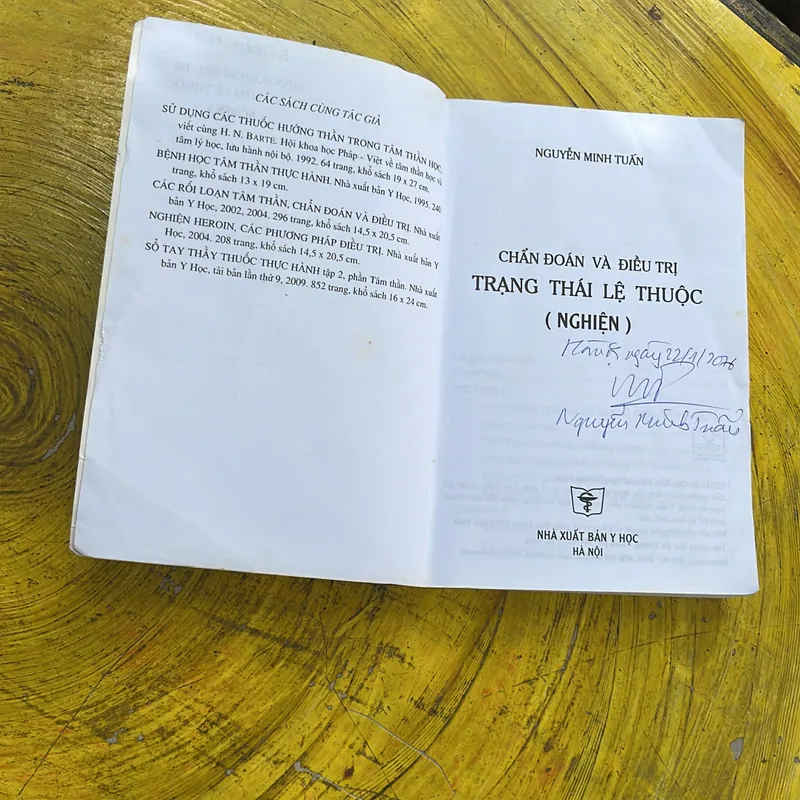 CÁC SÁCH CÙNG TÁC GIẢ
SỬ DỤNG CÁC THUỐC HƯỚNG THẦN TRONG TÂM THẦN HỌC,
viết cùng H. N. BARTE. Hội khoa học Pháp - Việt về tâm thần học và
tâm lý học, lưu hành nội bộ. 1992. 64 trang, khổ sách 19 x 27 cm.
BỆNH HỌC TÂM THẦN THỰC HÀNH. Nhà xuất bản Y Học, 1995. 240
trang, khổ sách 13 x 19 cm.
CÁC RỐI LOẠN TÂM THẦN, CHẨN ĐOÁN VÀ ĐIỀU TRỊ. Nhà xuất
bản Y Học, 2002, 2004. 296 trang, khổ sách 14,5 x 20,5 cm.
NGHIỆN HEROIN, CÁC PHƯƠNG PHÁP ĐIỀU TRỊ. Nhà xuất bản Y
Học, 2004. 208 trang, khổ sách 14,5 x 20,5 cm.
SỔ TAY THẦY THUỐC THỰC HÀNH tập 2, phần Tâm thần. Nhà xuất
bản Y Học, tái bản lần thứ 9, 2009. 852 trang, khổ sách 16 x 24 cm.
NGUYỄN MINH TUẤN
CHẨN ĐOÁN VÀ ĐIỀU TRỊ
TRẠNG THÁI LỆ THUỘC
( NGHIỆN )
ngày 22/1/20
Nguyễn Minh Tuấn
NHÀ XUẤT BẢN Y HỌC
HÀ NỘI